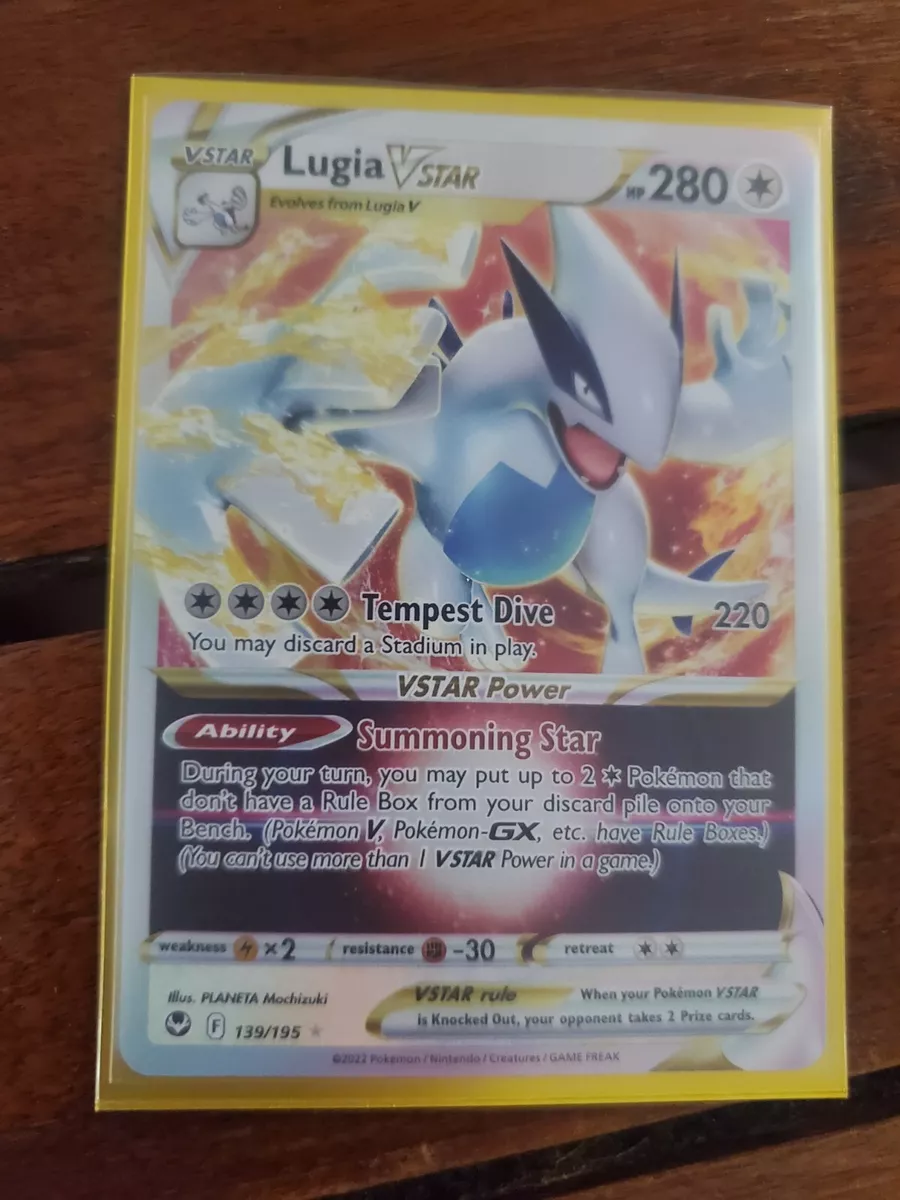 VSTAR Lugia VSTAR HP 280
Evolves from Lugia V
Tempest Dive 220
You may discard a Stadium in play.
VSTAR Power
Ability Summoning Star
During your turn, you may put up to 2 Pokémon that
don't have a Rule Box from your discard pile onto your
Bench. (Pokémon V, Pokémon-GX, etc. have Rule Boxes.)
(You can't use more than 1 VSTAR Power in a game.)
weakness ×2 resistance -30 retreat
Illus. PLANETA Mochizuki
VSTAR rule When your Pokémon VSTAR
is Knocked Out, your opponent takes 2 Prize cards.
F 139/195
©2022 Pokémon / Nintendo / Creatures / GAME FREAK